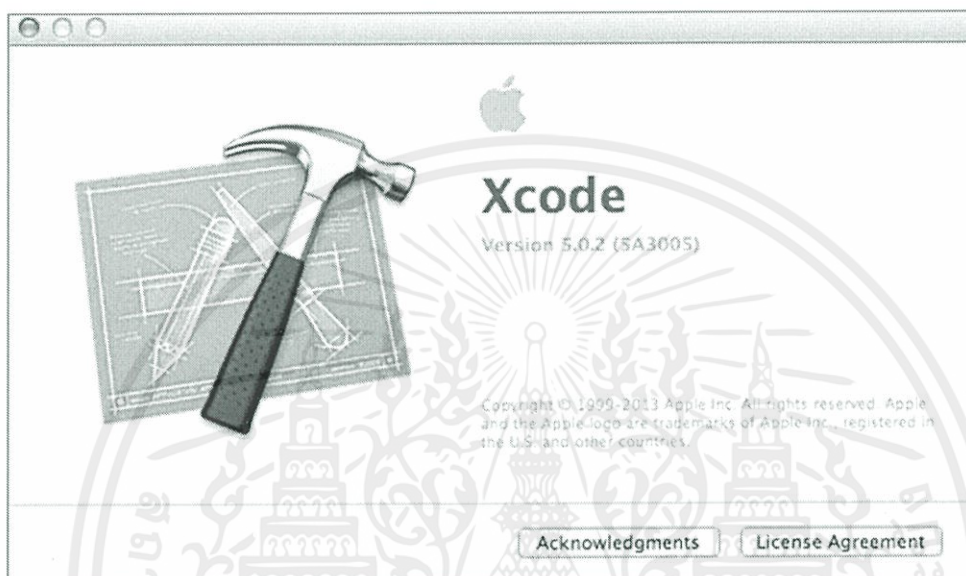 Xcode
Version 5.0.2 (5A3005)
Copyright © 1999-2013 Apple Inc. All rights reserved. Apple
and the Apple logo are trademarks of Apple Inc., registered in
the U.S. and other countries.
Acknowledgments
License Agreement